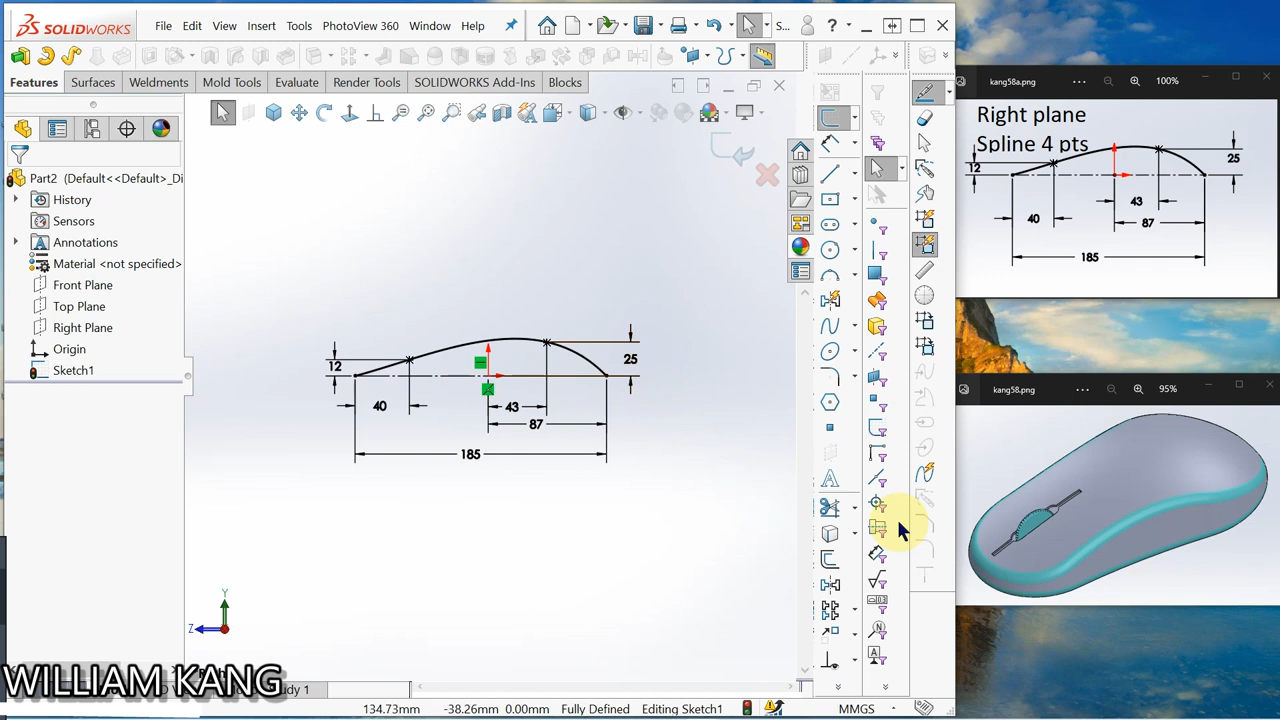 SOLIDWORKS File Edit View Insert Tools PhotoView 360 Window Help S... ?
Features Surfaces Weldments Mold Tools Evaluate Render Tools SOLIDWORKS Add-Ins Blocks
Part2 (Default<<Default>_Di
History
Sensors
Annotations
Material <not specified>
Front Plane
Top Plane
Right Plane
Origin
Sketch1
12
25
40
43
87
185
Y
Z
WILLIAM KANG
134.73mm -38.26mm 0.00mm Fully Defined Editing Sketch1 MMGS
kang58a.png 100%
Right plane
Spline 4 pts
12
25
43
40
87
185
kang58.png 95%